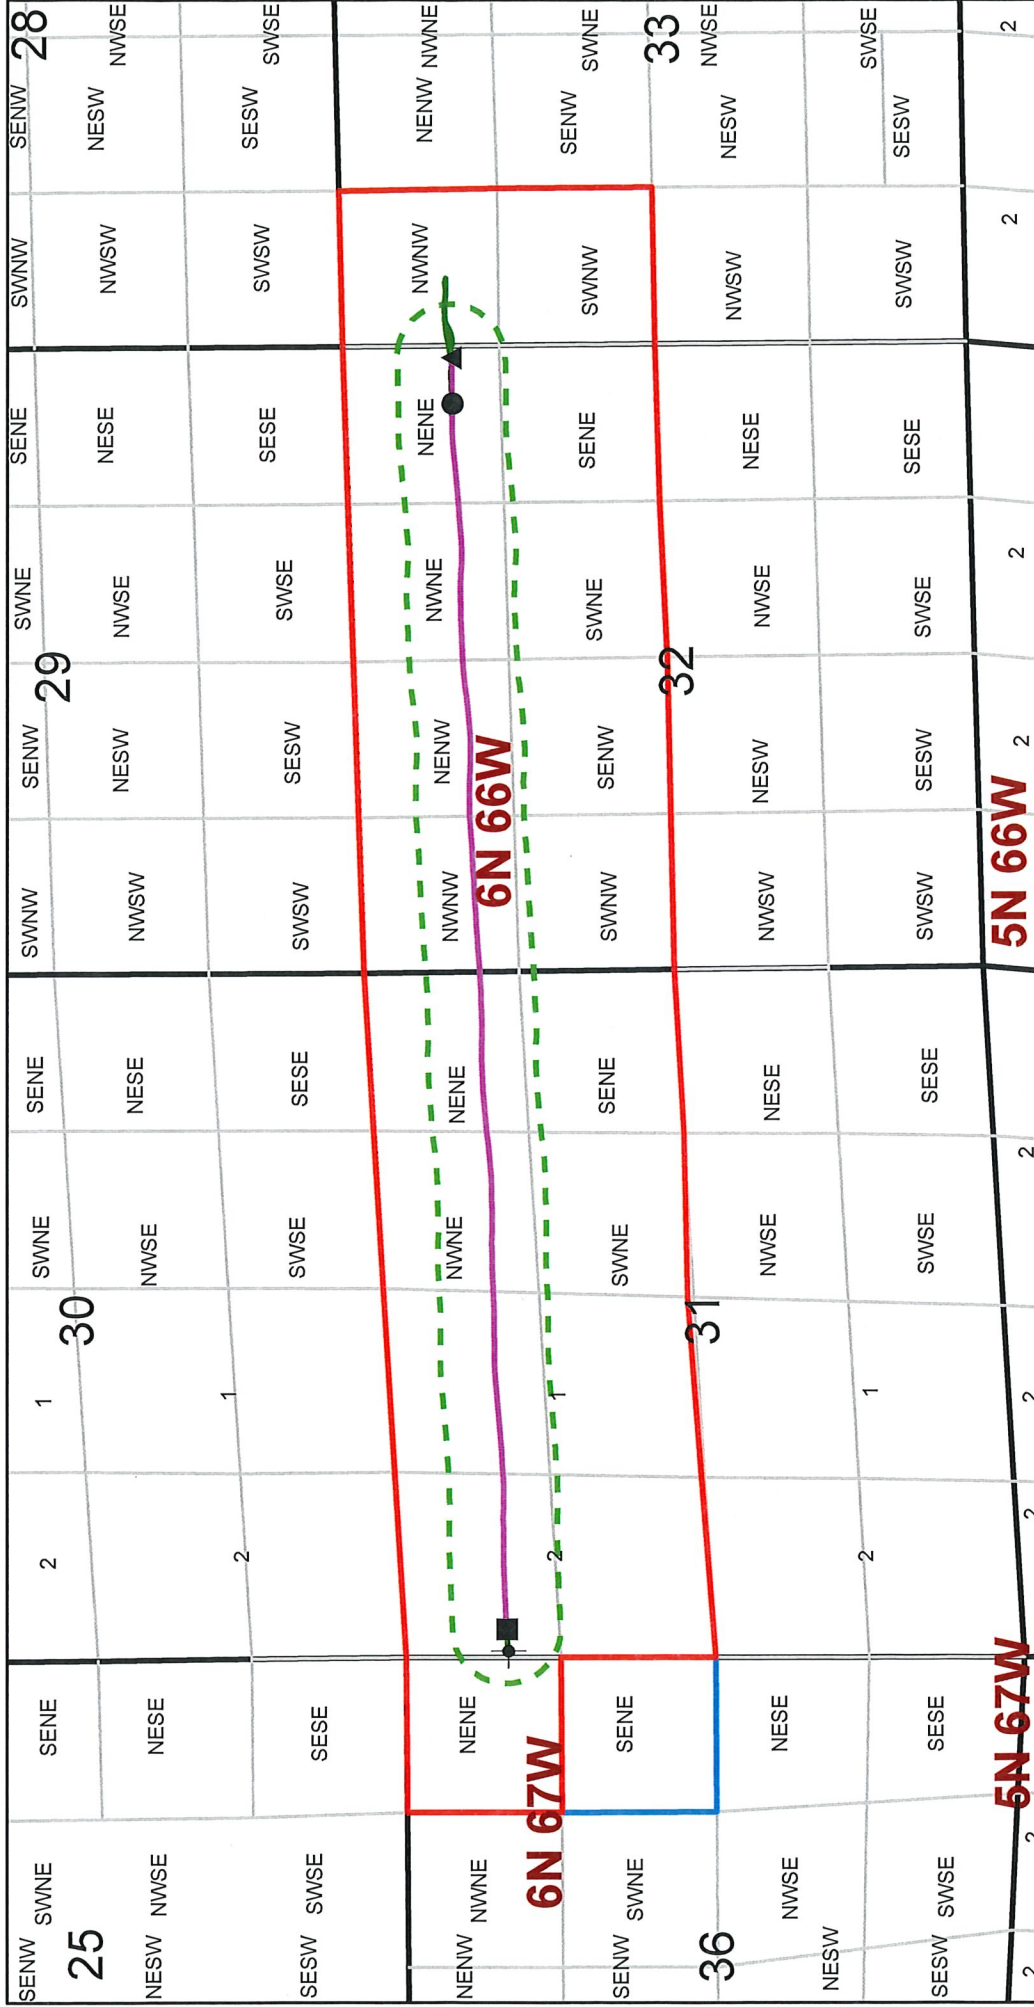 SENW SWNE SENE 2 1 SWNE SENE SWNW SENW SWNE SENE SWNW SENW
25 30 29 28
NESW NWSE NESE NWSE NESE NWSW NESW NWSE NESE NWSW NESW NWSE
2 1
SESW SWSE SESE SWSE SESE SWSW SESW SWSE SESE SWSW SESW SWSE
NENW NWNE NENE NWNE NENE NWNW NENW NWNE NENE NWNW NENW NWNE
6N 67W 6N 66W
2 1
SENW SWNE SENE SWNE SENE SWNW SENW SWNE SENE SWNW SENW SWNE
36 31 32 33
NESW NWSE NESE NWSE NESE NWSW NESW NWSE NESE NWSW NESW NWSE
2 1
SESW SWSE SESE SWSE SESE SWSW SESW SWSE SESE SWSW SESW SWSE
5N 67W 5N 66W
2 2 2 2 2 2 2 2 2